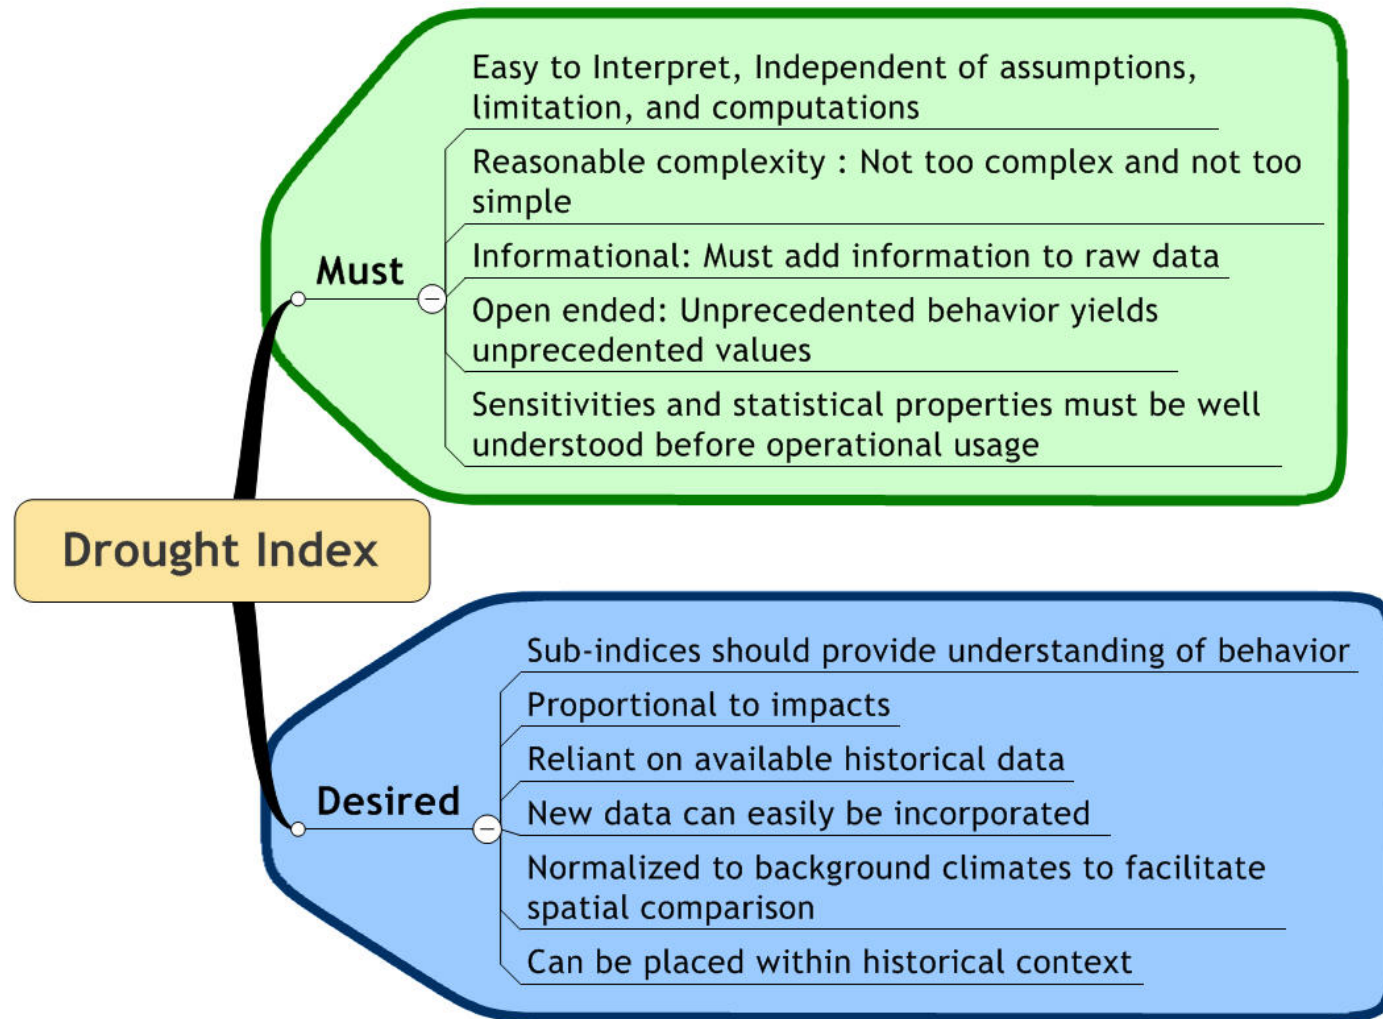 Easy to Interpret, Independent of assumptions,
limitation, and computations
Reasonable complexity : Not too complex and not too
simple
Must
Informational: Must add information to raw data
Open ended: Unprecedented behavior yields
unprecedented values
Sensitivities and statistical properties must be well
understood before operational usage
Drought Index
Sub-indices should provide understanding of behavior
Proportional to impacts
Reliant on available historical data
Desired
New data can easily be incorporated
Normalized to background climates to facilitate
spatial comparison
Can be placed within historical context